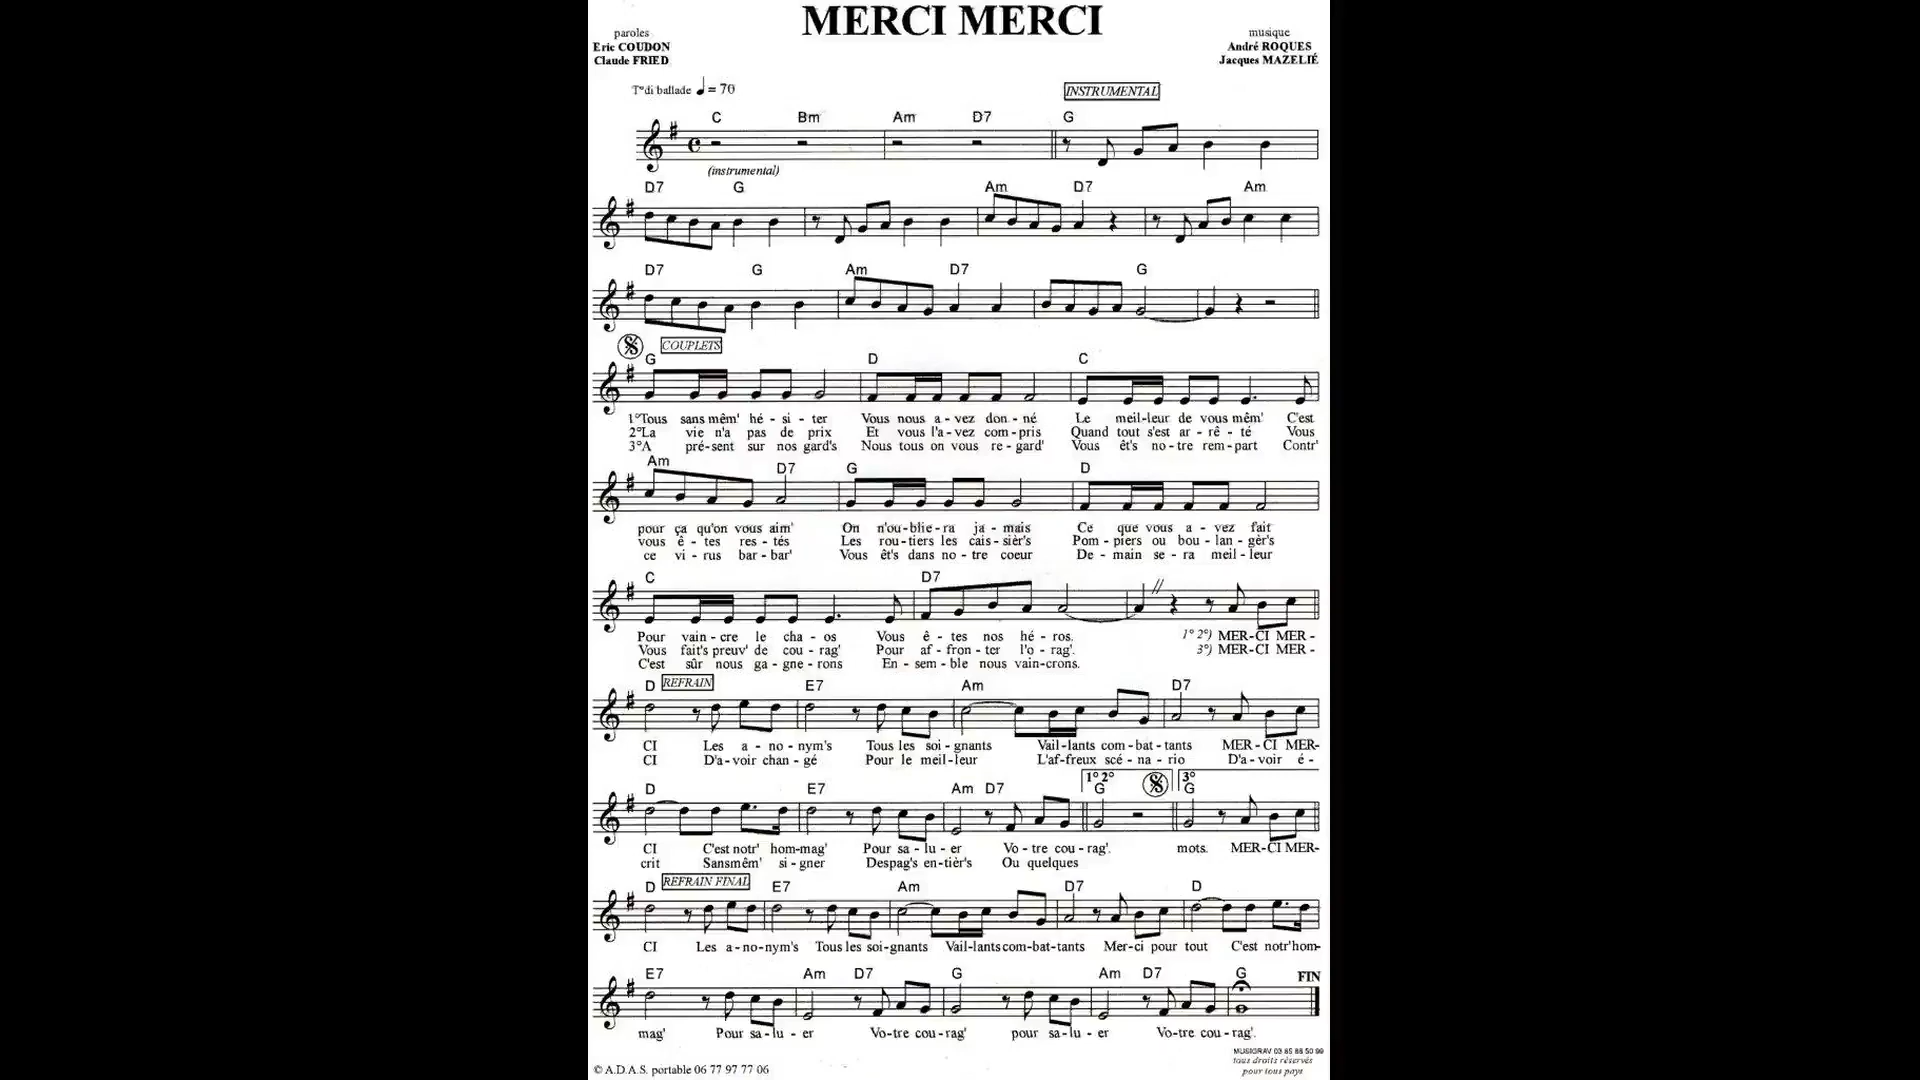 MERCI MERCI
paroles
Eric COUDON
Claude FRIED
musique
André ROQUES
Jacques MAZELIÉ
T° di ballade = 70
INSTRUMENTAL
C Bm Am D7 G
(instrumental)
D7 G Am D7 Am
D7 G Am D7 G
COUPLETS
G D C
1°Tous sans mêm' hé - si - ter Vous nous a - vez don - né Le meil-leur de vous mêm' C'est
2°La vie n'a pas de prix Et vous l'a - vez com - pris Quand tout s'est ar - rê - té Vous
3°A pré-sent sur nos gard's Nous tous on vous re - gard' Vous êt's no - tre rem - part Contr'
Am D7 G D
pour ça qu'on vous aim' On n'ou-blie-ra ja - mais Ce que vous a - vez fait
vous ê - tes res - tés Les rou-tiers les cais-sièr's Pom - piers ou bou - lan - gèr's
ce vi - rus bar - bar' Vous êt's dans no - tre coeur De - main se - ra meil - leur
C D7
Pour vain - cre le cha - os Vous ê - tes nos hé - ros. 1° 2°) MER-CI MER -
Vous fait's preuv' de cou - rag' Pour af - fron - ter l'o - rag'. 3°) MER-CI MER -
C'est sûr nous ga - gne - rons En - sem - ble nous vain-crons.
D REFRAIN E7 Am D7
CI Les a - no - nym's Tous les soi - gnants Vail - lants com - bat - tants MER - CI MER-
CI D'a - voir chan - gé Pour le meil - leur L'af-freux scé - na - rio D'a - voir é -
D E7 Am D7 1° 2° G 3° G
CI C'est notr' hom-mag' Pour sa - lu - er Vo - tre cou - rag'. mots. MER-CI MER-
crit Sansmêm' si - gner Despag's en-tièr's Ou quelques
D REFRAIN FINAL E7 Am D7 D
CI Les a - no - nym's Tous les soi - gnants Vail-lants com-bat-tants Mer-ci pour tout C'est notr'hom-
E7 Am D7 G Am D7 G FIN
mag' Pour sa - lu - er Vo-tre cou-rag' pour sa - lu - er Vo-tre cou-rag'.
© A.D.A.S. portable 06 77 97 77 06
MUSIGRAV 03 85 88 50 99
tous droits réservés
pour tous pays